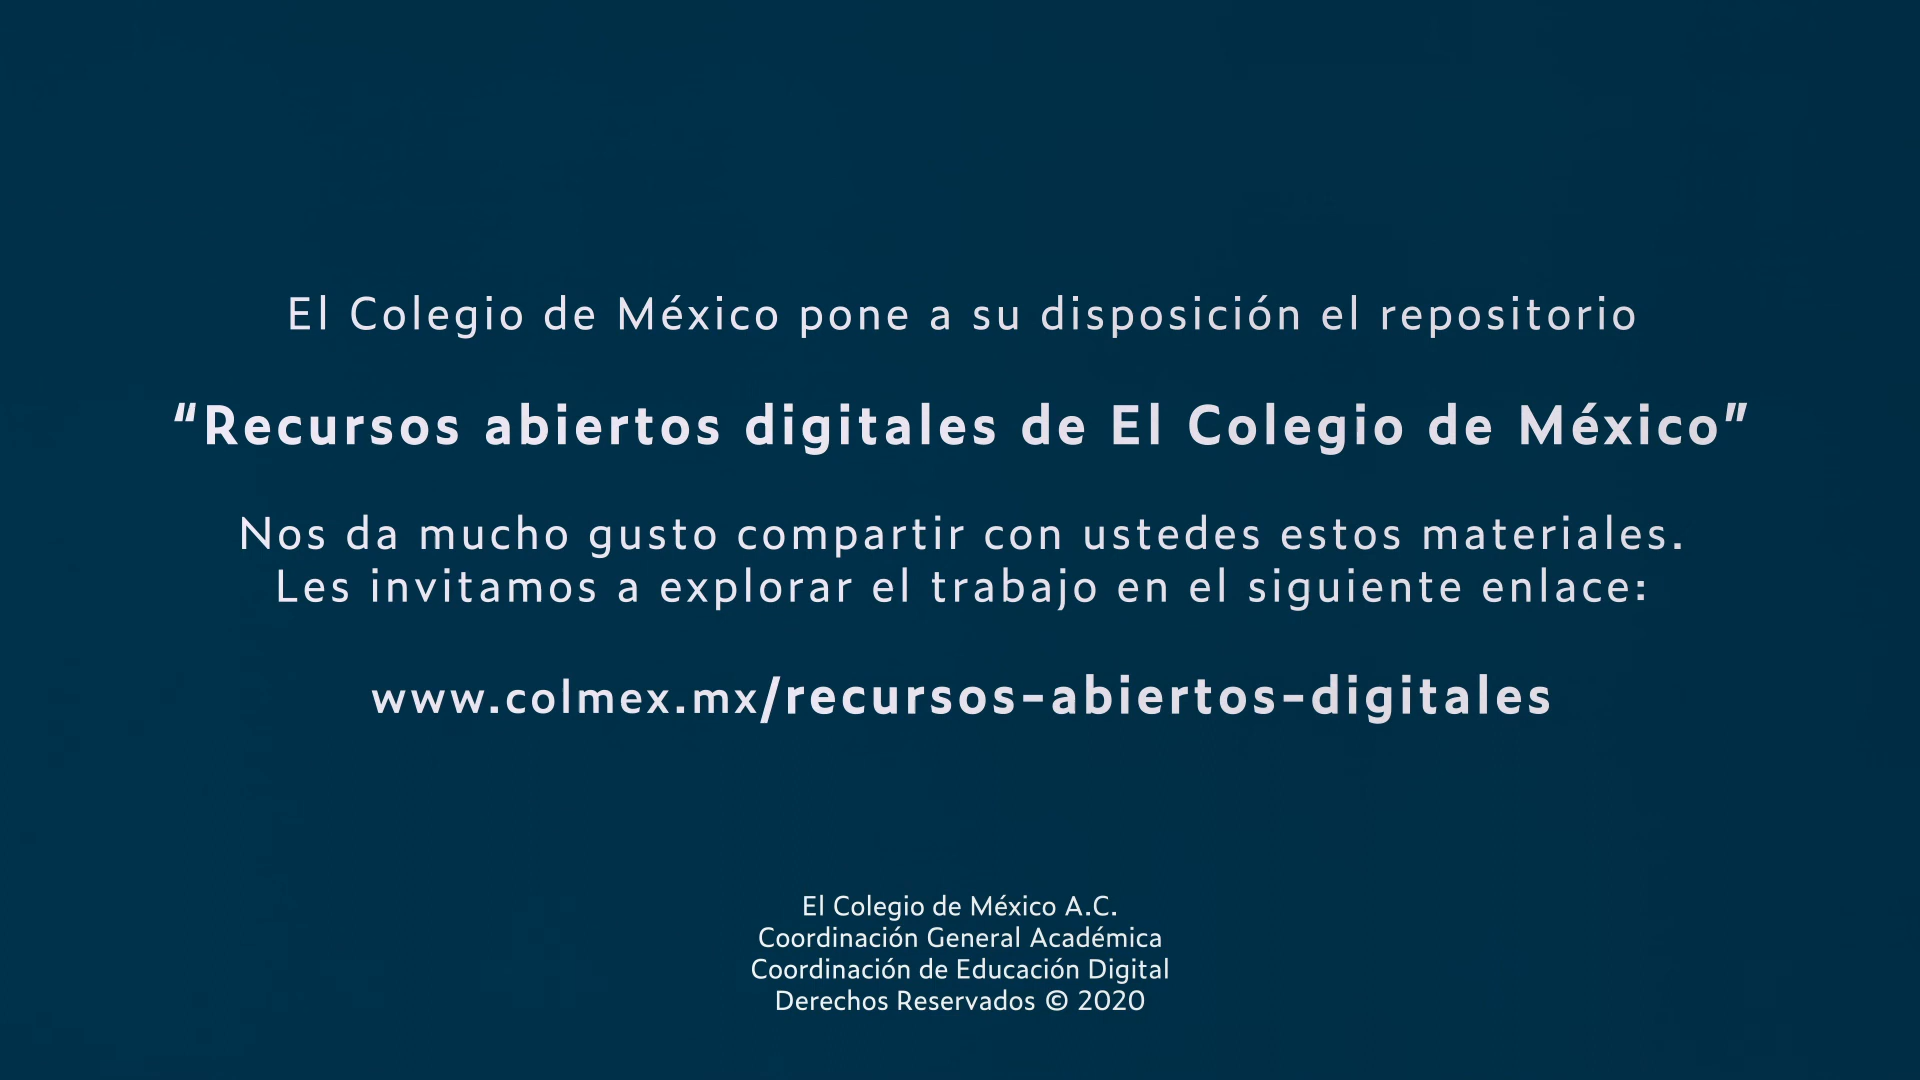 El Colegio de México pone a su disposición el repositorio
“Recursos abiertos digitales de El Colegio de México”
Nos da mucho gusto compartir con ustedes estos materiales.
Les invitamos a explorar el trabajo en el siguiente enlace:
www.colmex.mx/recursos-abiertos-digitales
El Colegio de México A.C.
Coordinación General Académica
Coordinación de Educación Digital
Derechos Reservados © 2020